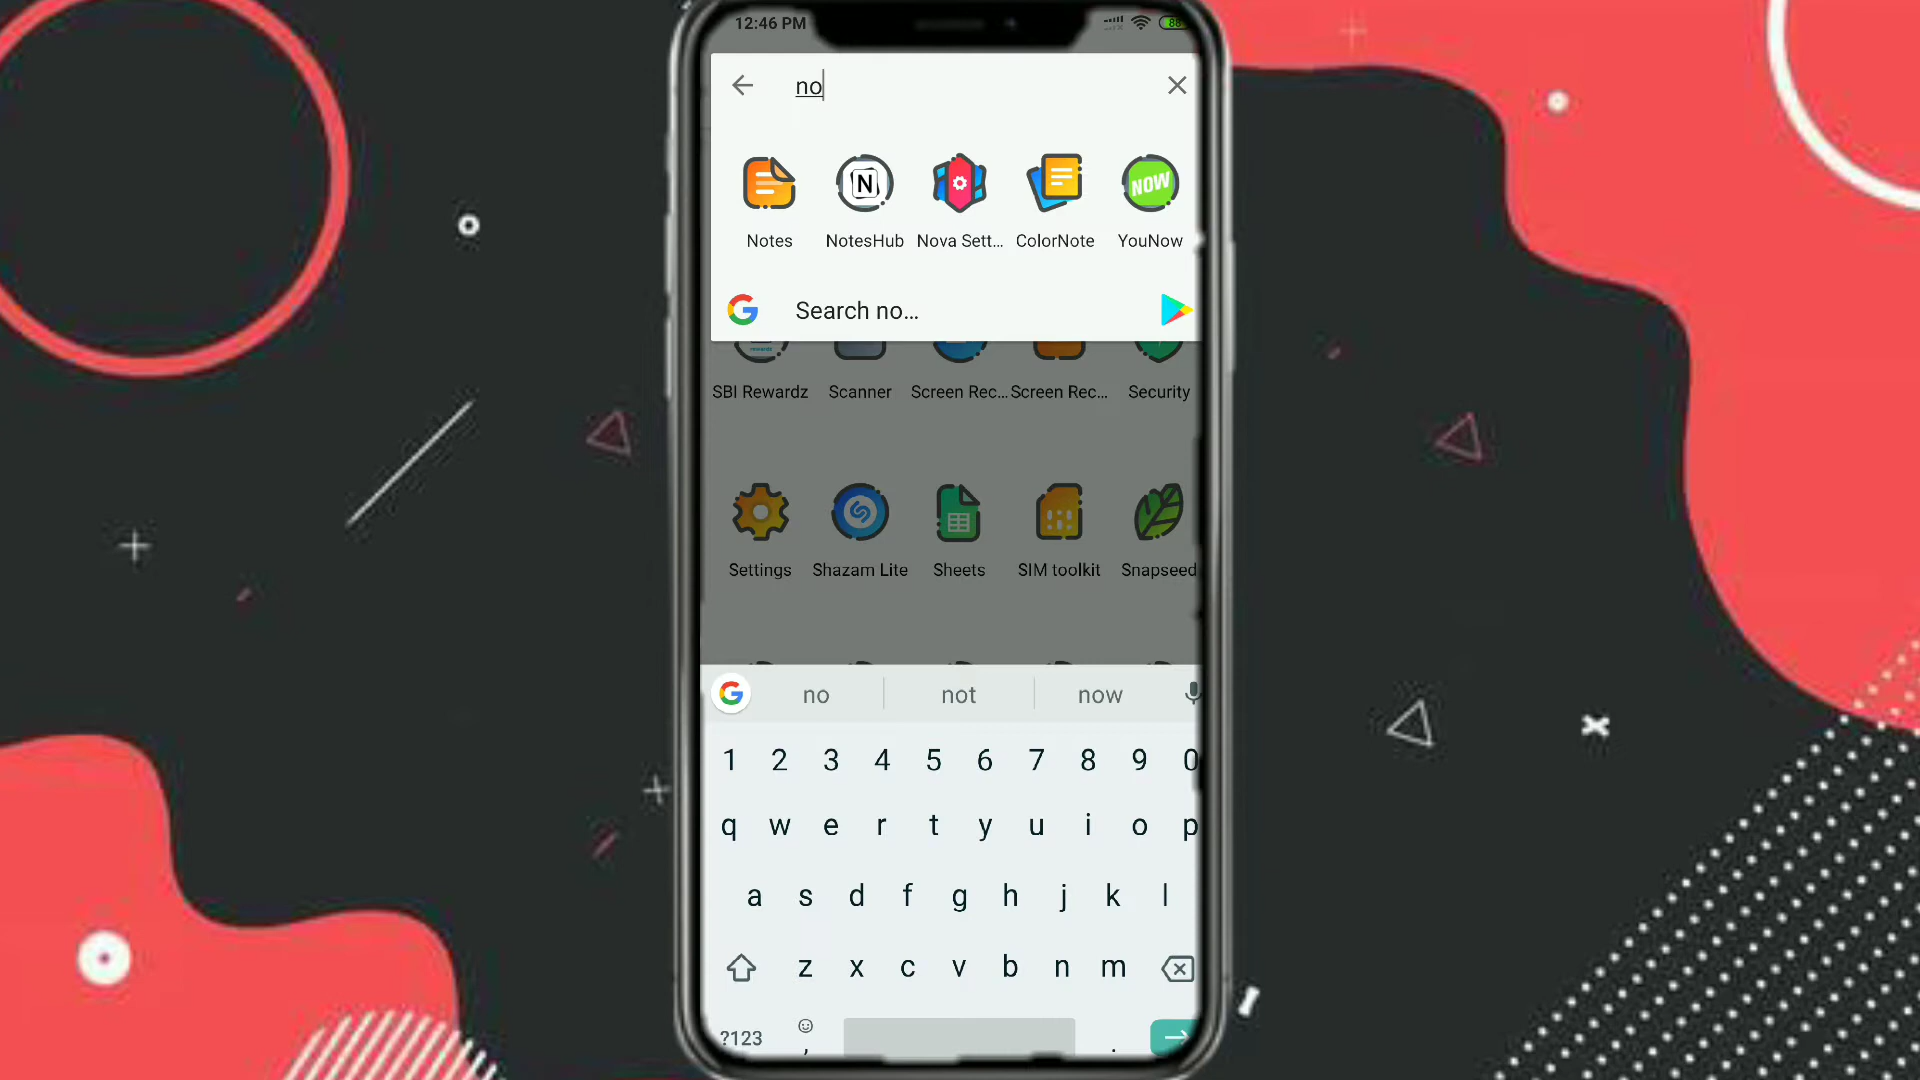 12:46 PM
88
no
N
NOW
Notes NotesHub Nova Sett... ColorNote YouNow
G Search no...
SBI Rewardz Scanner Screen Rec... Screen Rec... Security
Settings Shazam Lite Sheets SIM toolkit Snapseed
G no not now
1 2 3 4 5 6 7 8 9 0
q w e r t y u i o p
a s d f g h j k l
z x c v b n m
?123 , .